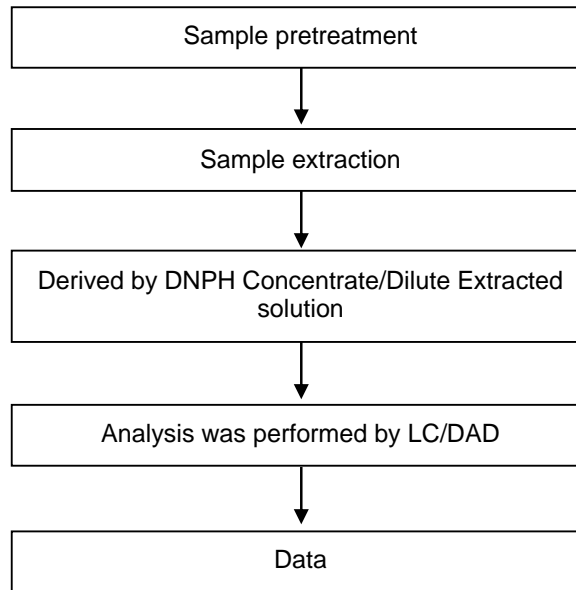 Sample pretreatment
Sample extraction
Derived by DNPH Concentrate/Dilute Extracted
solution
Analysis was performed by LC/DAD
Data